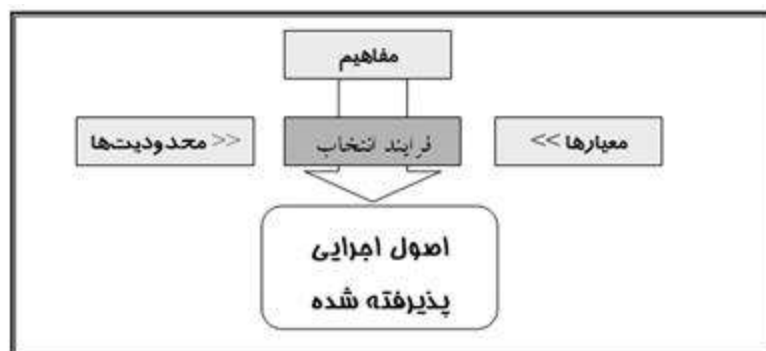 مفاهیم
معیارها >>
فرایند انتخاب
<< محدودیت‌ها
اصول اجرایی
پذیرفته شده